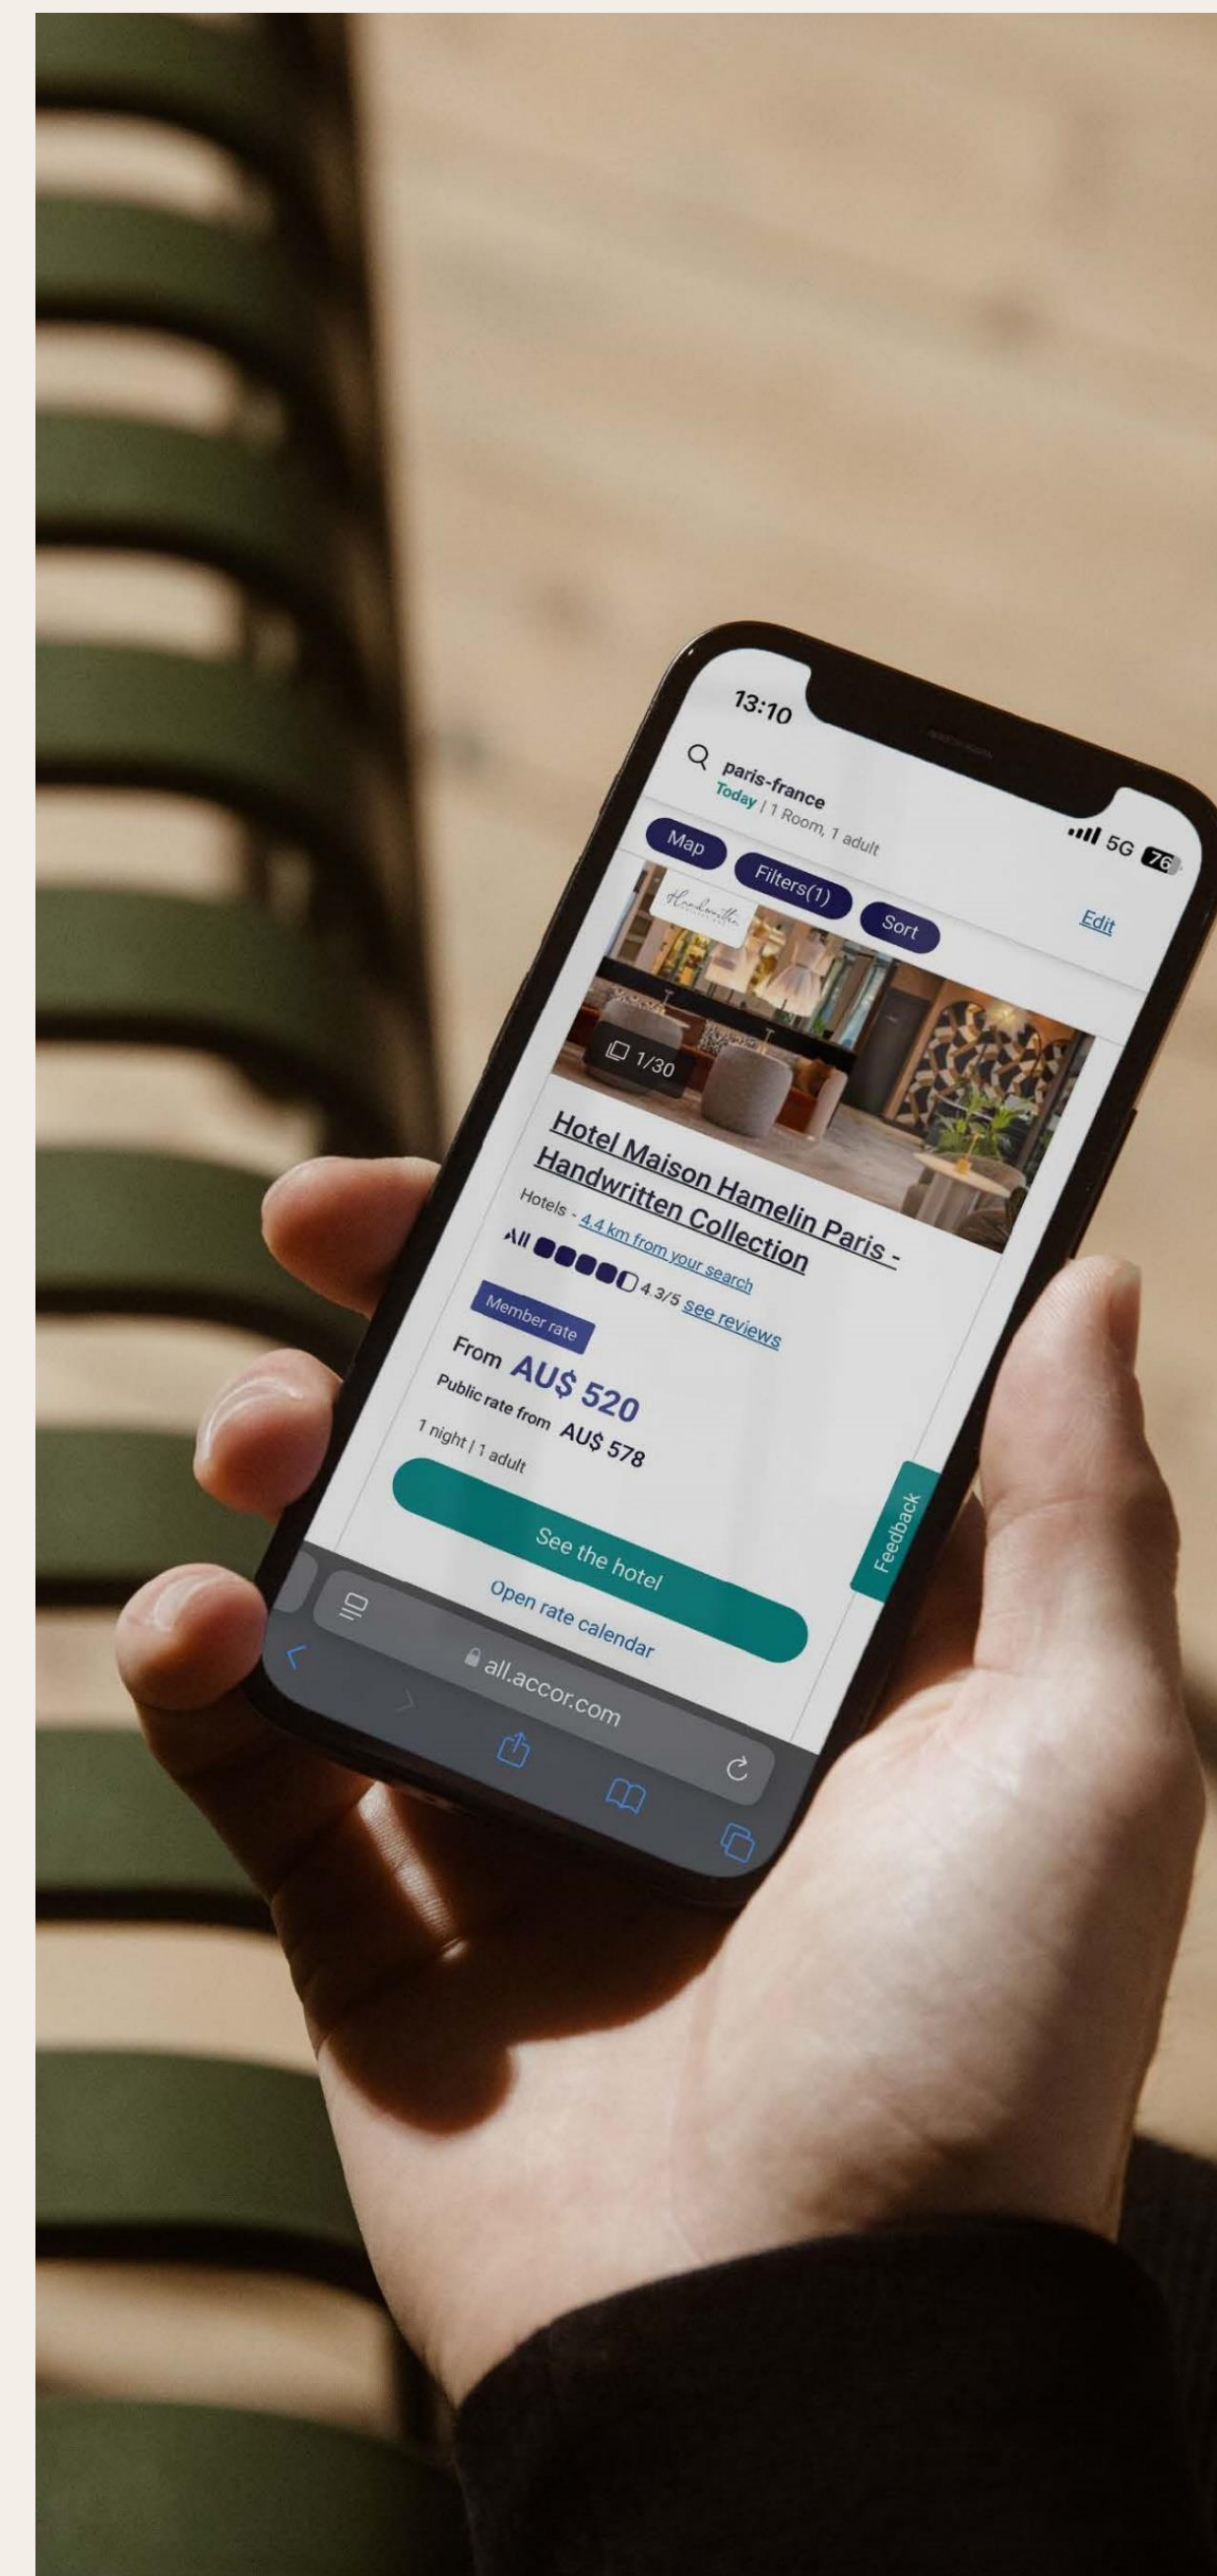 13:10
5G 76
paris-france
Today | 1 Room, 1 adult
Edit
Map
Filters(1)
Sort
Handwritten
1/30
Hotel Maison Hamelin Paris -
Handwritten Collection
Hotels - 4.4 km from your search
All 4.3/5 see reviews
Member rate
From AU$ 520
Public rate from AU$ 578
1 night | 1 adult
See the hotel
Feedback
Open rate calendar
all.accor.com